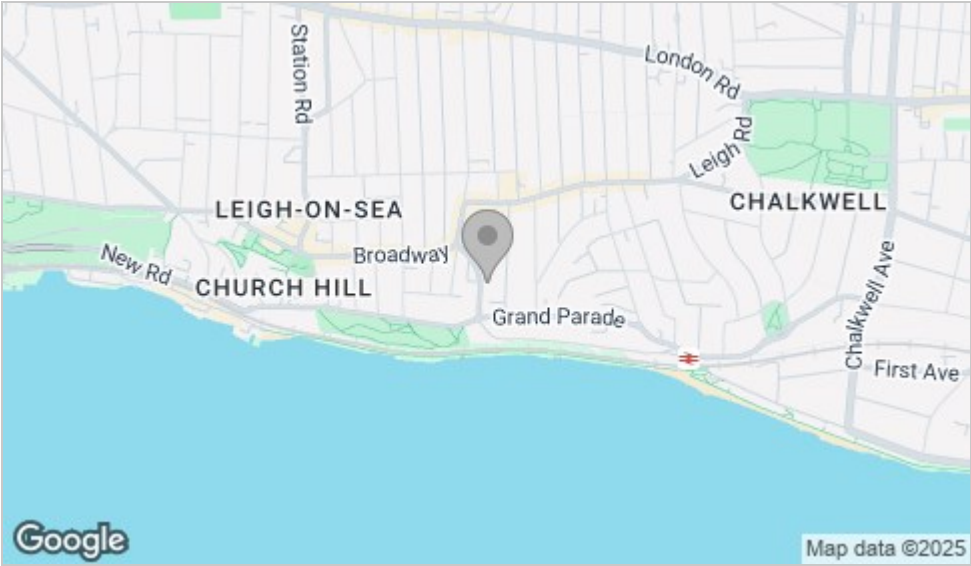 London Rd
Station Rd
Leigh Rd
CHALKWELL
LEIGH-ON-SEA
Broadway
New Rd
CHURCH HILL
Grand Parade
Chalkwell Ave
First Ave
Google
Map data ©2025